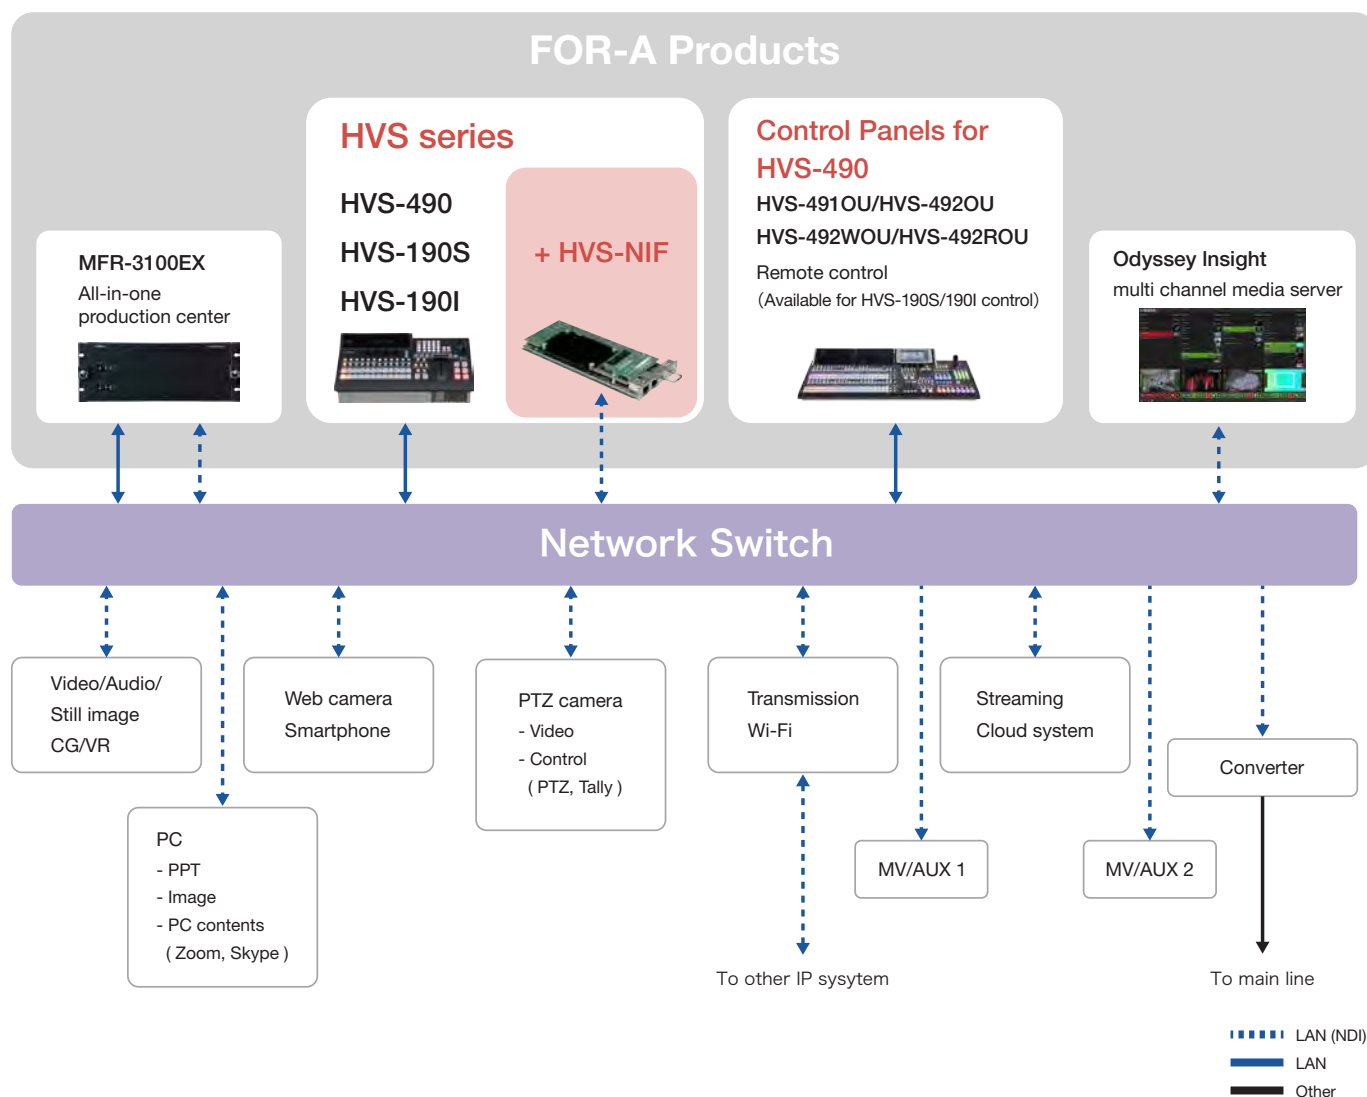 FOR-A Products
HVS series
HVS-490
HVS-190S
HVS-190I
+ HVS-NIF
Control Panels for
HVS-490
HVS-491OU/HVS-492OU
HVS-492WOU/HVS-492ROU
Remote control
(Available for HVS-190S/190I control)
MFR-3100EX
All-in-one
production center
Odyssey Insight
multi channel media server
Network Switch
Video/Audio/
Still image
CG/VR
Web camera
Smartphone
PTZ camera
- Video
- Control
( PTZ, Tally )
Transmission
Wi-Fi
Streaming
Cloud system
Converter
PC
- PPT
- Image
- PC contents
( Zoom, Skype )
MV/AUX 1
MV/AUX 2
To other IP sysytem
To main line
LAN (NDI)
LAN
Other